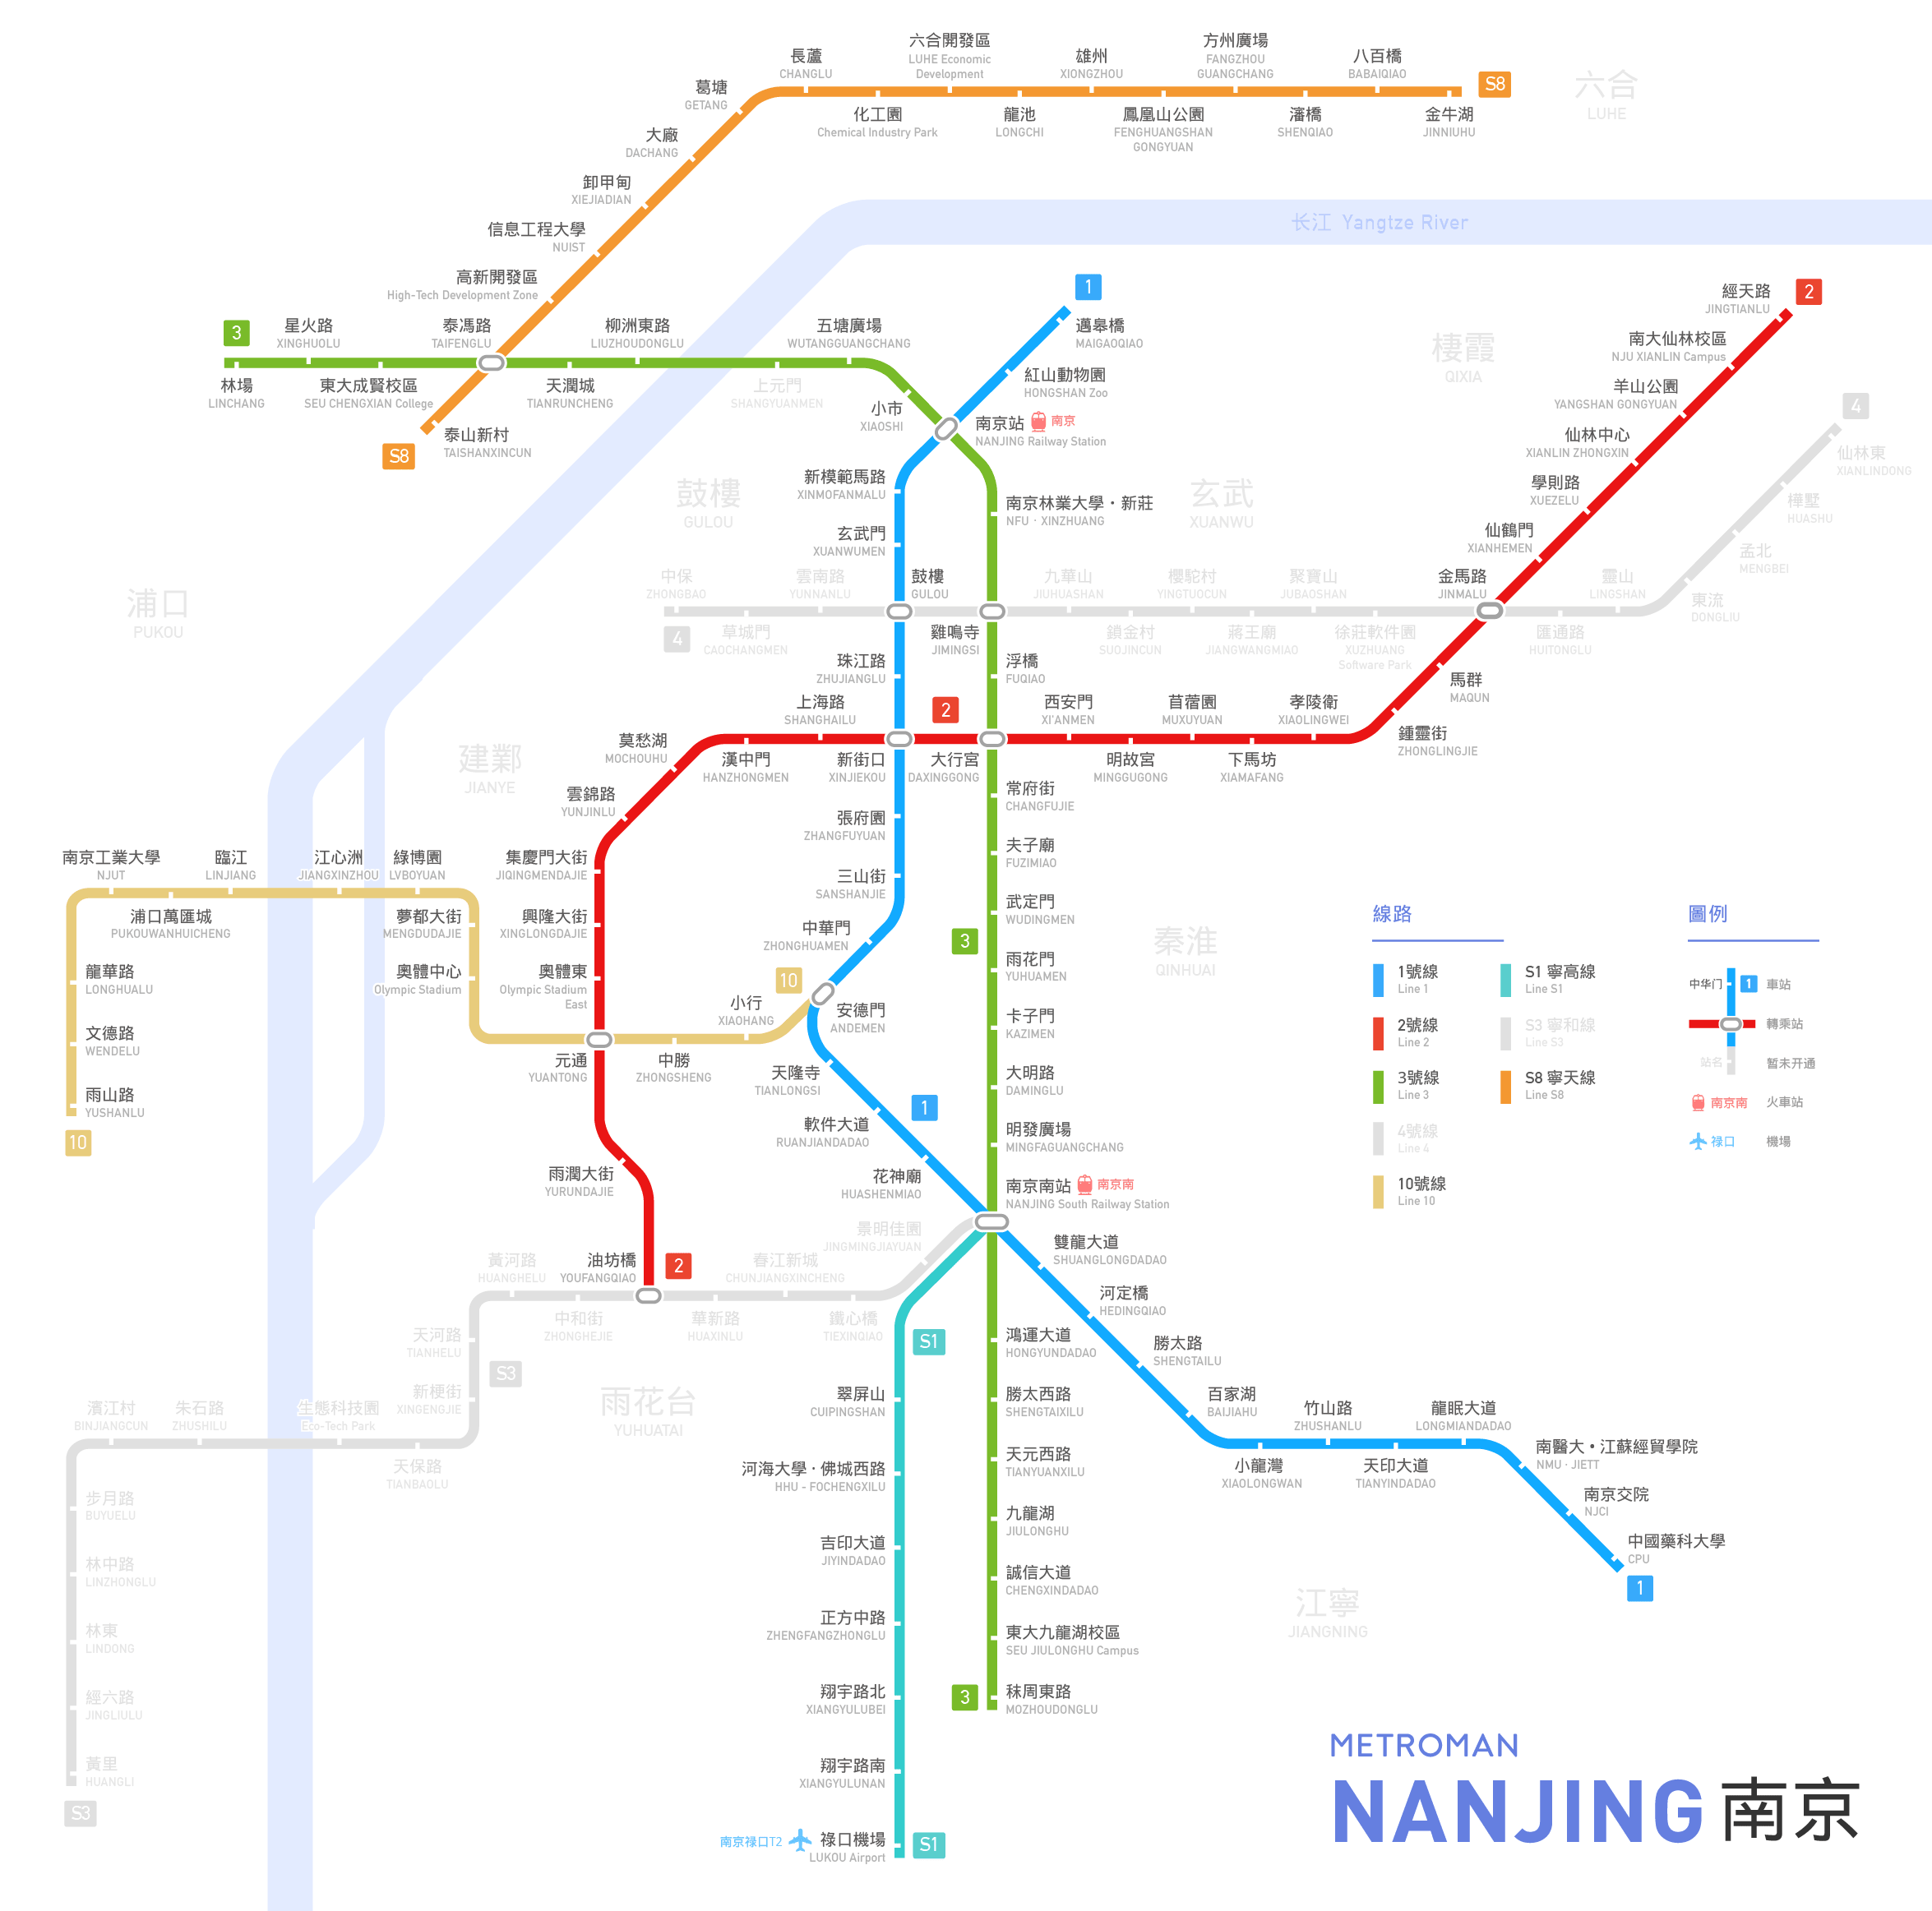 長蘆
CHANGLU
六合開發區
LUHE Economic
Development
雄州
XIONGZHOU
方州廣場
FANGZHOU
GUANGCHANG
八百橋
BABAIQIAO
S8
六合
LUHE
葛塘
GETANG
化工園
Chemical Industry Park
龍池
LONGCHI
鳳凰山公園
FENGHUANGSHAN
GONGYUAN
瀋橋
SHENQIAO
金牛湖
JINNIUHU
大廠
DACHANG
卸甲甸
XIEJIADIAN
信息工程大學
NUIST
高新開發區
High-Tech Development Zone
长江 Yangtze River
3
星火路
XINGHUOLU
泰馮路
TAIFENGLU
柳洲東路
LIUZHOUDONGLU
五塘廣場
WUTANGGUANGCHANG
林場
LINCHANG
東大成賢校區
SEU CHENGXIAN College
天潤城
TIANRUNCHENG
上元門
SHANGYUANMEN
S8
泰山新村
TAISHANXINCUN
小市
XIAOSHI
1
邁皋橋
MAIGAOQIAO
紅山動物園
HONGSHAN Zoo
南京站
南京
NANJING Railway Station
2
經天路
JINGTIANLU
南大仙林校區
NJU XIANLIN Campus
羊山公園
YANGSHAN GONGYUAN
仙林中心
XIANLIN ZHONGXIN
學則路
XUEZELU
仙鶴門
XIANHEMEN
棲霞
QIXIA
4
仙林東
XIANLINDONG
樺墅
HUASHU
孟北
MENGBEI
東流
DONGLIU
鼓樓
GULOU
玄武
XUANWU
新模範馬路
XINMOFANMALU
玄武門
XUANWUMEN
南京林業大學·新莊
NFU · XINZHUANG
浦口
PUKOU
中保
ZHONGBAO
雲南路
YUNNANLU
鼓樓
GULOU
九華山
JIUHUASHAN
櫻駝村
YINGTUOCUN
聚寶山
JUBAOSHAN
金馬路
JINMALU
靈山
LINGSHAN
4
草城門
CAOCHANGMEN
雞鳴寺
JIMINGSI
鎖金村
SUOJINCUN
蔣王廟
JIANGWANGMIAO
徐莊軟件園
XUZHUANG
Software Park
匯通路
HUITONGLU
珠江路
ZHUJIANGLU
浮橋
FUQIAO
馬群
MAQUN
鍾靈街
ZHONGLINGJIE
上海路
SHANGHAILU
2
西安門
XI'ANMEN
苜蓿園
MUXUYUAN
孝陵衛
XIAOLINGWEI
莫愁湖
MOCHOUHU
漢中門
HANZHONGMEN
新街口
XINJIEKOU
大行宮
DAXINGGONG
明故宮
MINGGUGONG
下馬坊
XIAMAFANG
建鄴
JIANYE
雲錦路
YUNJINLU
張府園
ZHANGFUYUAN
常府街
CHANGFUJIE
三山街
SANSHANJIE
夫子廟
FUZIMIAO
南京工業大學
NJUT
臨江
LINJIANG
江心洲
JIANGXINZHOU
綠博園
LVBOYUAN
集慶門大街
JIQINGMENDAJIE
浦口萬匯城
PUKOUWANHUICHENG
夢都大街
MENGDUDAJIE
興隆大街
XINGLONGDAJIE
中華門
ZHONGHUAMEN
武定門
WUDINGMEN
3
秦淮
QINHUAI
龍華路
LONGHUALU
奧體中心
Olympic Stadium
奧體東
Olympic Stadium
East
10
雨花門
YUHUAMEN
小行
XIAOHANG
安德門
ANDEMEN
卡子門
KAZIMEN
文德路
WENDELU
元通
YUANTONG
中勝
ZHONGSHENG
天隆寺
TIANLONGSI
大明路
DAMINGLU
雨山路
YUSHANLU
10
軟件大道
RUANJIANDADAO
1
明發廣場
MINGFAGUANGCHANG
雨潤大街
YURUNDAJIE
花神廟
HUASHENMIAO
南京南站
南京南
NANJING South Railway Station
線路
1號線
Line 1
2號線
Line 2
3號線
Line 3
4號線
Line 4
10號線
Line 10
S1 寧高線
Line S1
S3 寧和線
Line S3
S8 寧天線
Line S8
圖例
中华门
1
車站
轉乘站
站名
暂未开通
南京南
火車站
禄口
機場
景明佳園
JINGMINGJIAYUAN
黃河路
HUANGHELU
油坊橋
YOUFANGQIAO
2
春江新城
CHUNJIANGXINCHENG
中和街
ZHONGHEJIE
華新路
HUAXINLU
鐵心橋
TIEXINQIAO
天河路
TIANHELU
S3
新梗街
XINGENGJIE
雨花台
YUHUATAI
濱江村
BINJIANGCUN
朱石路
ZHUSHILU
生態科技園
Eco-Tech Park
天保路
TIANBAOLU
步月路
BUYUELU
林中路
LINZHONGLU
林東
LINDONG
經六路
JINGLIULU
黃里
HUANGLI
S3
雙龍大道
SHUANGLONGDADAO
河定橋
HEDINGQIAO
勝太路
SHENGTAILU
百家湖
BAIJIAHU
竹山路
ZHUSHANLU
龍眠大道
LONGMIANDADAO
小龍灣
XIAOLONGWAN
天印大道
TIANYINDADAO
南醫大·江蘇經貿學院
NMU · JIETT
南京交院
NJCI
中國藥科大學
CPU
1
S1
鴻運大道
HONGYUNDADAO
翠屏山
CUIPINGSHAN
勝太西路
SHENGTAIXILU
河海大學·佛城西路
HHU - FOCHENGXILU
天元西路
TIANYUANXILU
吉印大道
JIYINDADAO
九龍湖
JIULONGHU
誠信大道
CHENGXINDADAO
正方中路
ZHENGFANGZHONGLU
東大九龍湖校區
SEU JIULONGHU Campus
翔宇路北
XIANGYULUBEI
3
秣周東路
MOZHOUDONGLU
翔宇路南
XIANGYULUNAN
南京禄口T2
祿口機場
LUKOU Airport
S1
江寧
JIANGNING
METROMAN
NANJING 南京